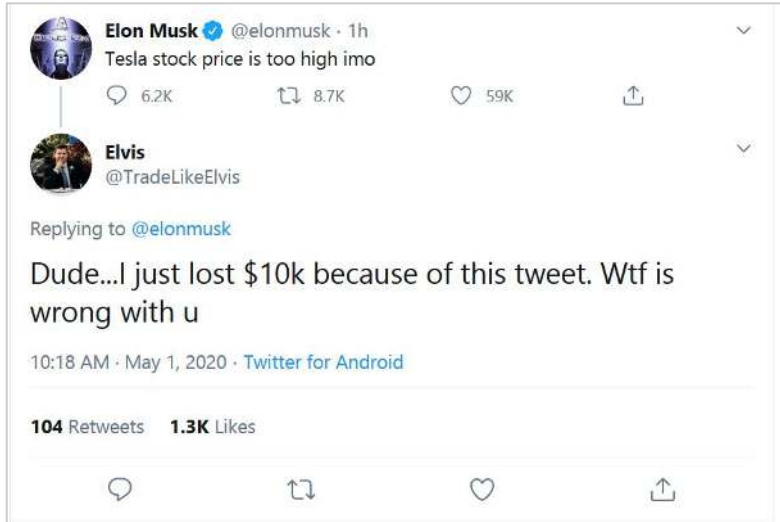 Elon Musk @elonmusk · 1h
Tesla stock price is too high imo
6.2K 8.7K 59K
Elvis
@TradeLikeElvis
Replying to @elonmusk
Dude...I just lost $10k because of this tweet. Wtf is
wrong with u
10:18 AM · May 1, 2020 · Twitter for Android
104 Retweets 1.3K Likes